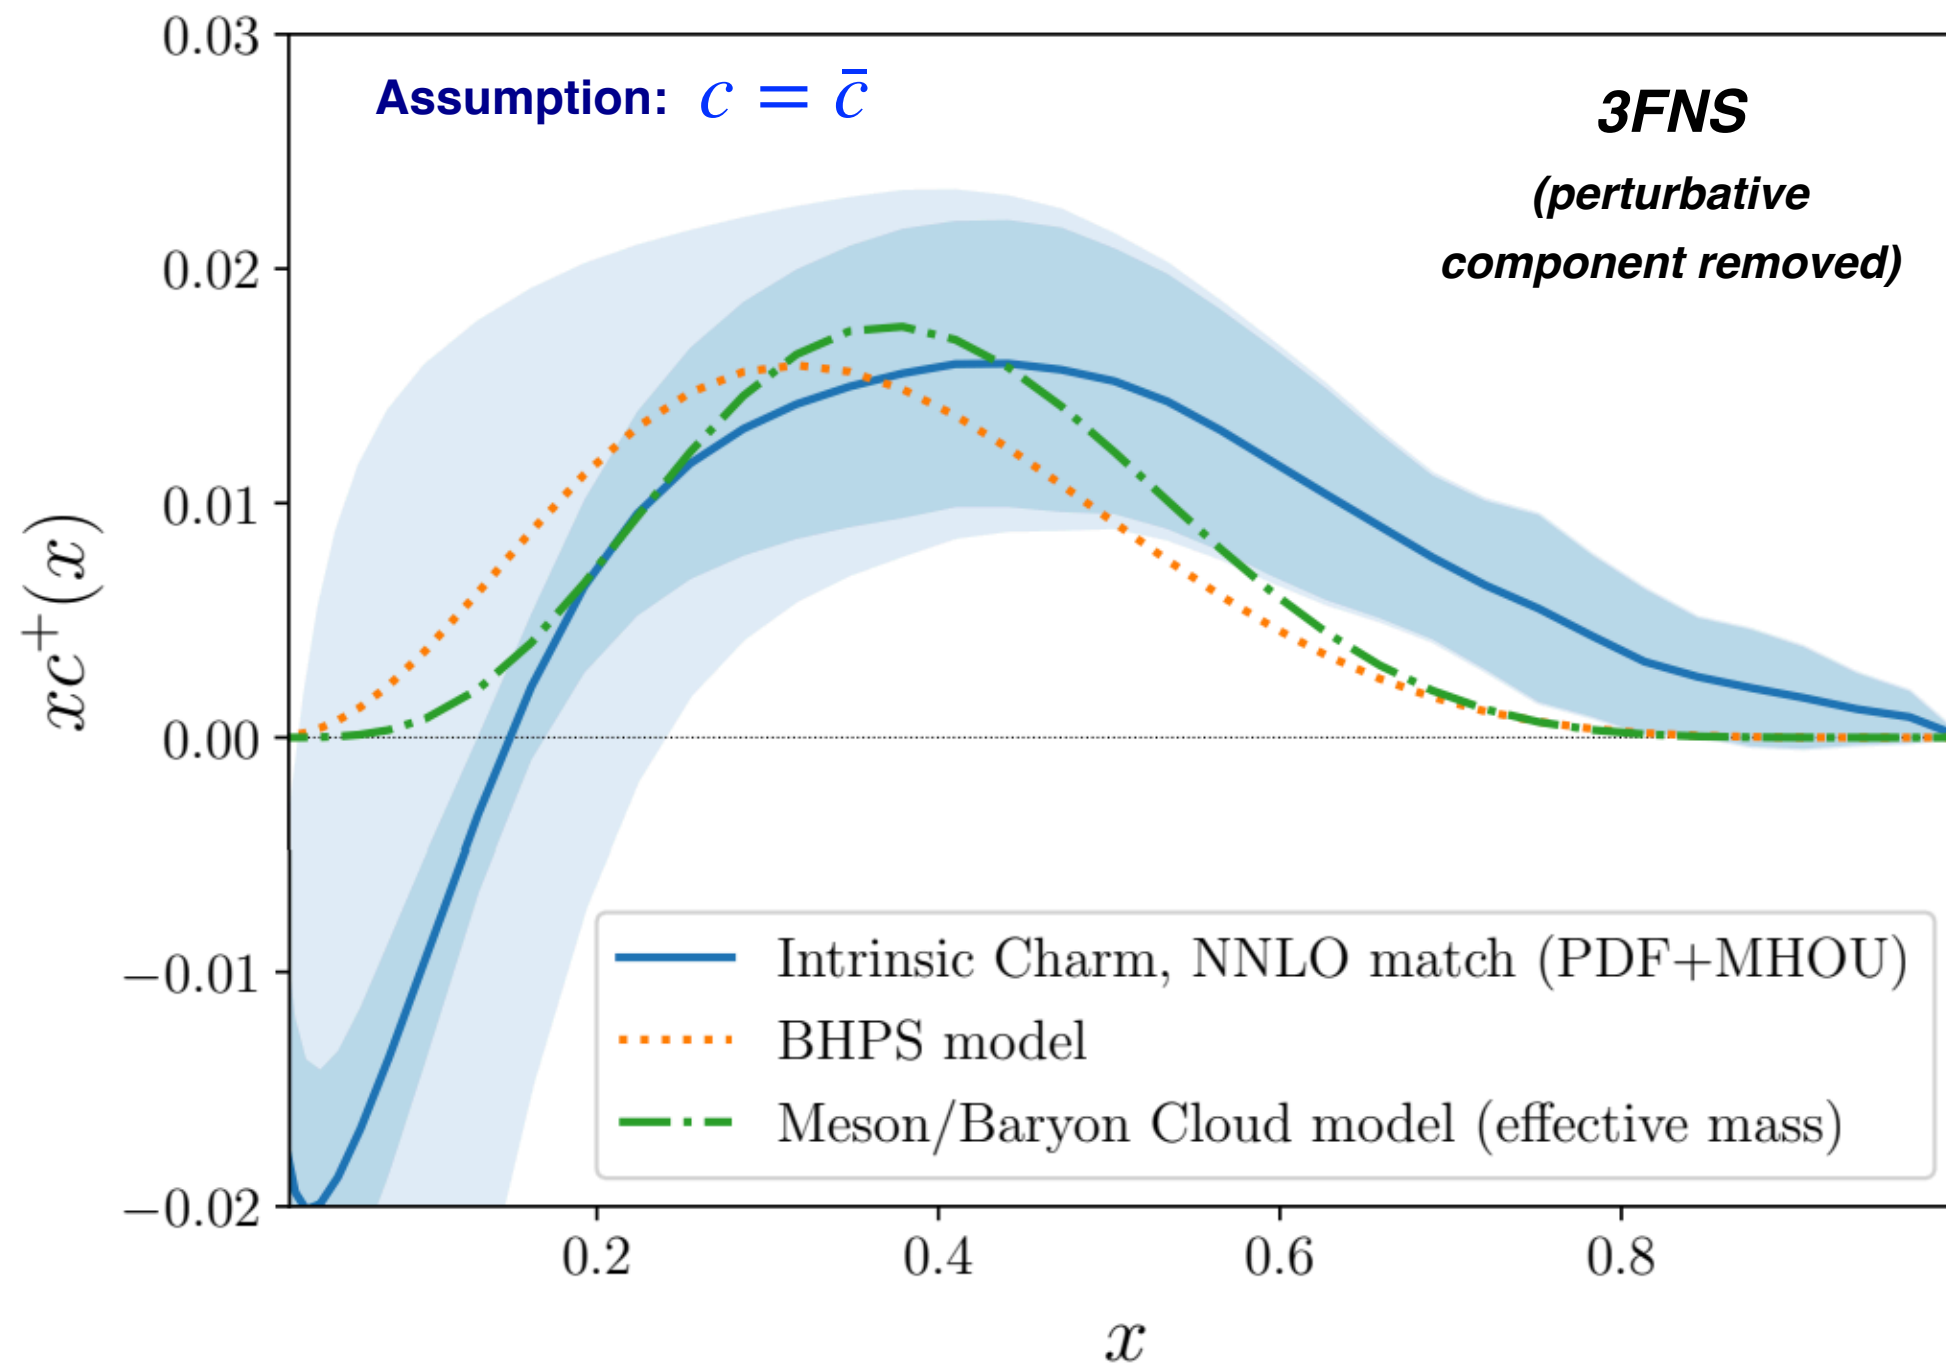 0.03
Assumption: c = c̄
3FNS
(perturbative
component removed)
0.02
0.01
0.00
−0.01
−0.02
xc⁺(x)
Intrinsic Charm, NNLO match (PDF+MHOU)
BHPS model
Meson/Baryon Cloud model (effective mass)
0.2 0.4 0.6 0.8
x